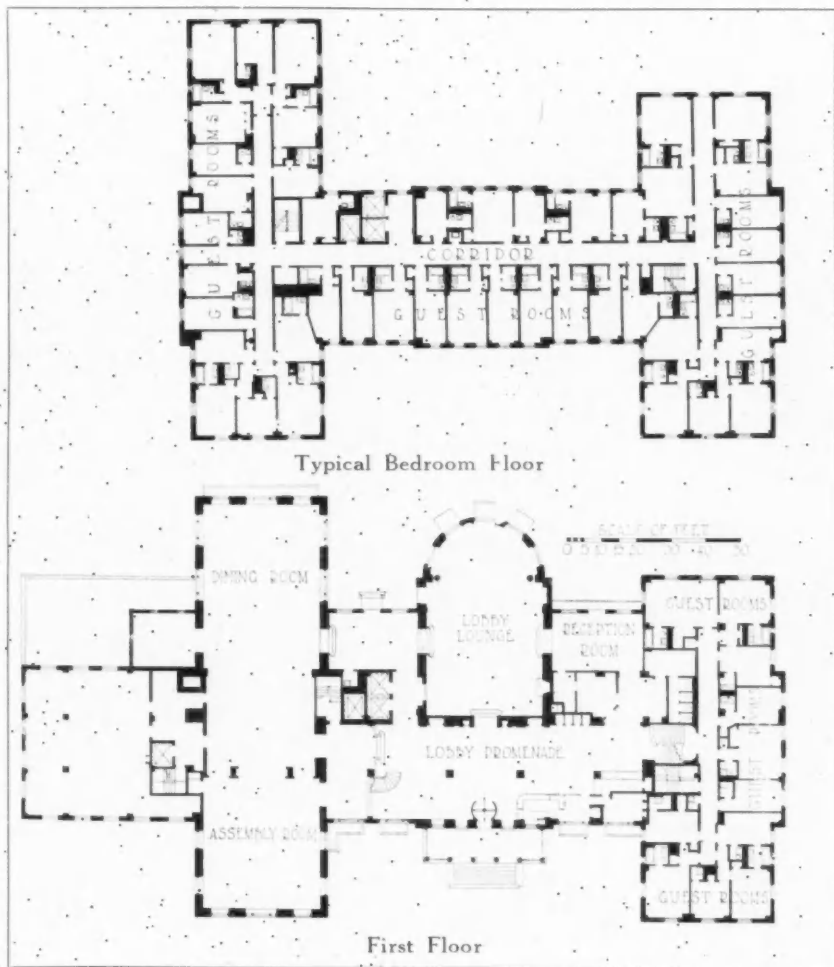 GUEST ROOMS
CORRIDOR
GUEST ROOMS
GUEST ROOMS
Typical Bedroom Floor
SCALE OF FEET
0 5 10 15 20 30 40 50
DINING ROOM
LOBBY
LOUNGE
RECEPTION
ROOM
GUEST ROOMS
LOBBY PROMENADE
GUEST ROOMS
ASSEMBLY ROOM
GUEST ROOMS
First Floor